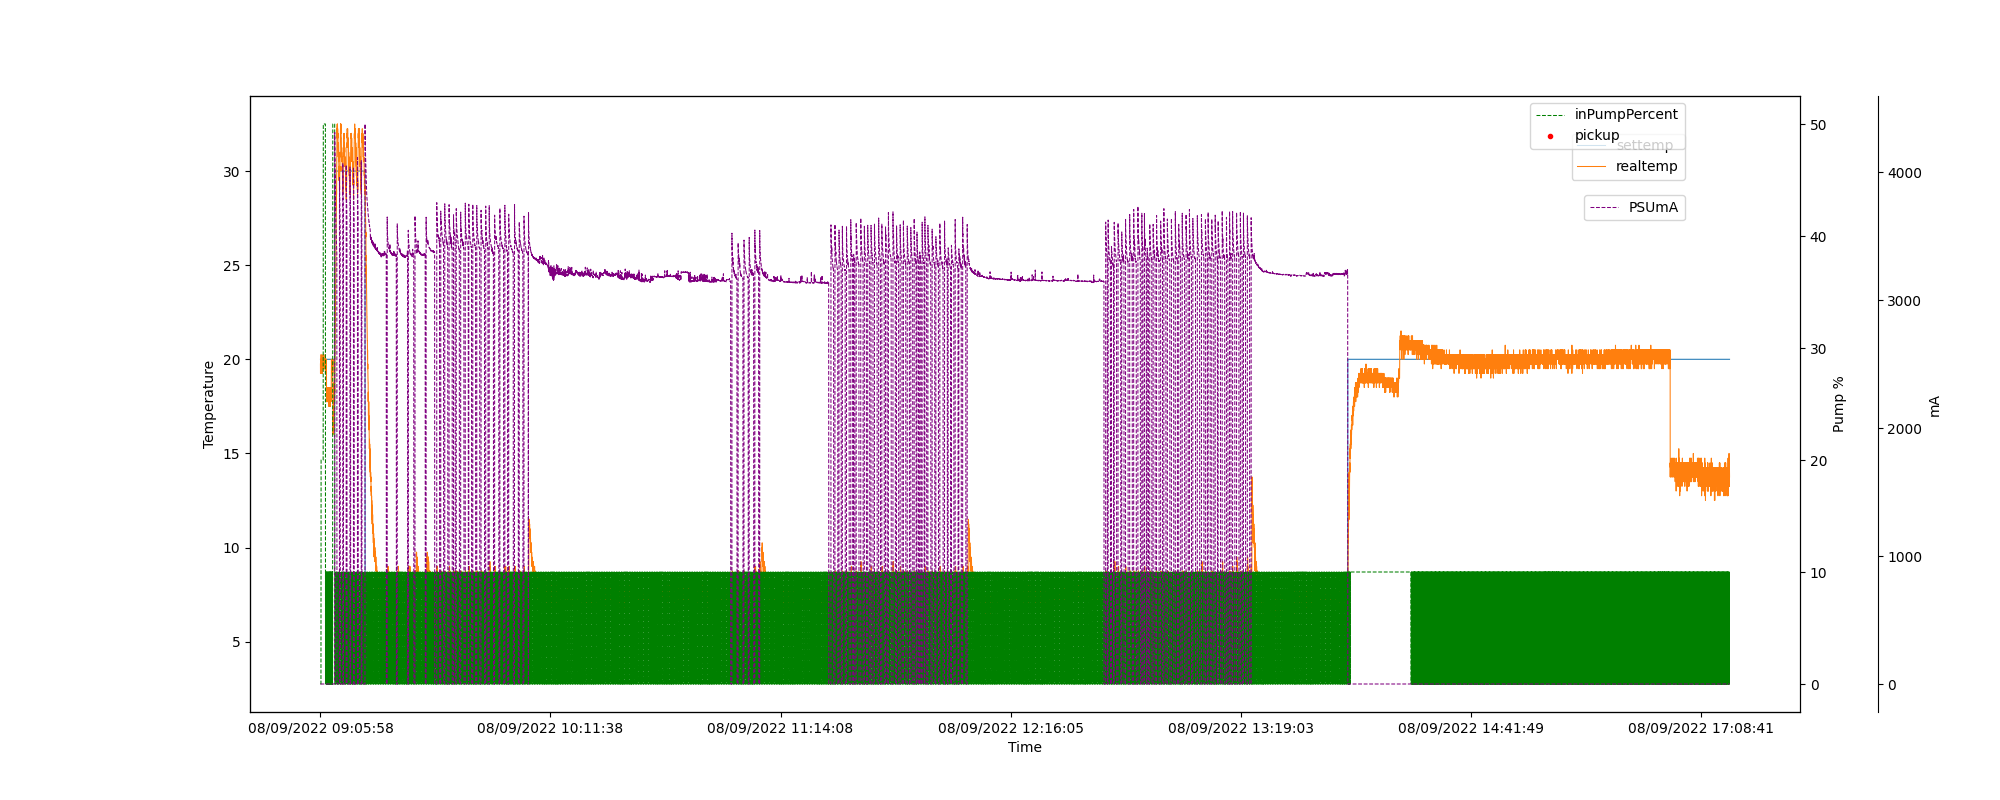 inPumpPercent
pickup
settemp
realtemp
PSUmA
30
25
20
15
10
5
Temperature
50
40
30
20
10
0
Pump %
4000
3000
2000
1000
0
mA
08/09/2022 09:05:58
08/09/2022 10:11:38
08/09/2022 11:14:08
08/09/2022 12:16:05
08/09/2022 13:19:03
08/09/2022 14:41:49
08/09/2022 17:08:41
Time